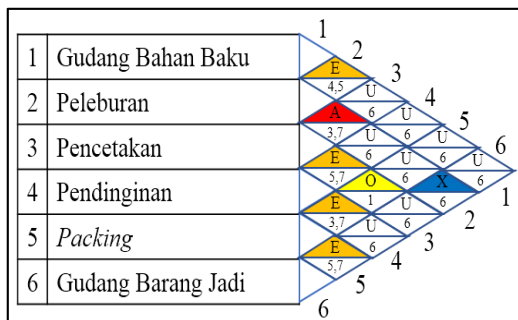 1
1 Gudang Bahan Baku 2
E 3
4,5 U
2 Peleburan 4
A 6 U
5
3,7 U 6 U
3 Pencetakan 6
E 6 U 6 U
5,7 O 6 X 6
1
4 Pendinginan 2
E 1 U 6
3,7 U 6 3
5 Packing 4
E 6
5,7 5
6 Gudang Barang Jadi
6